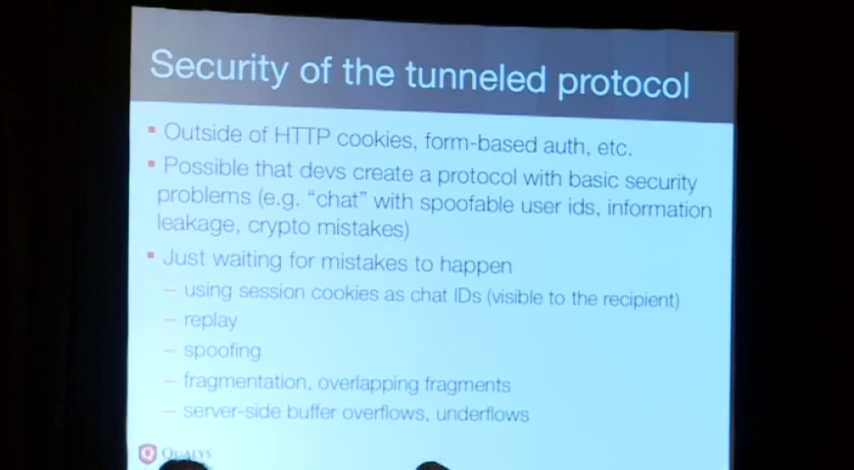 Security of the tunneled protocol
▪ Outside of HTTP cookies, form-based auth, etc.
▪ Possible that devs create a protocol with basic security
problems (e.g. “chat” with spoofable user ids, information
leakage, crypto mistakes)
▪ Just waiting for mistakes to happen
– using session cookies as chat IDs (visible to the recipient)
– replay
– spoofing
– fragmentation, overlapping fragments
– server-side buffer overflows, underflows
QUALYS